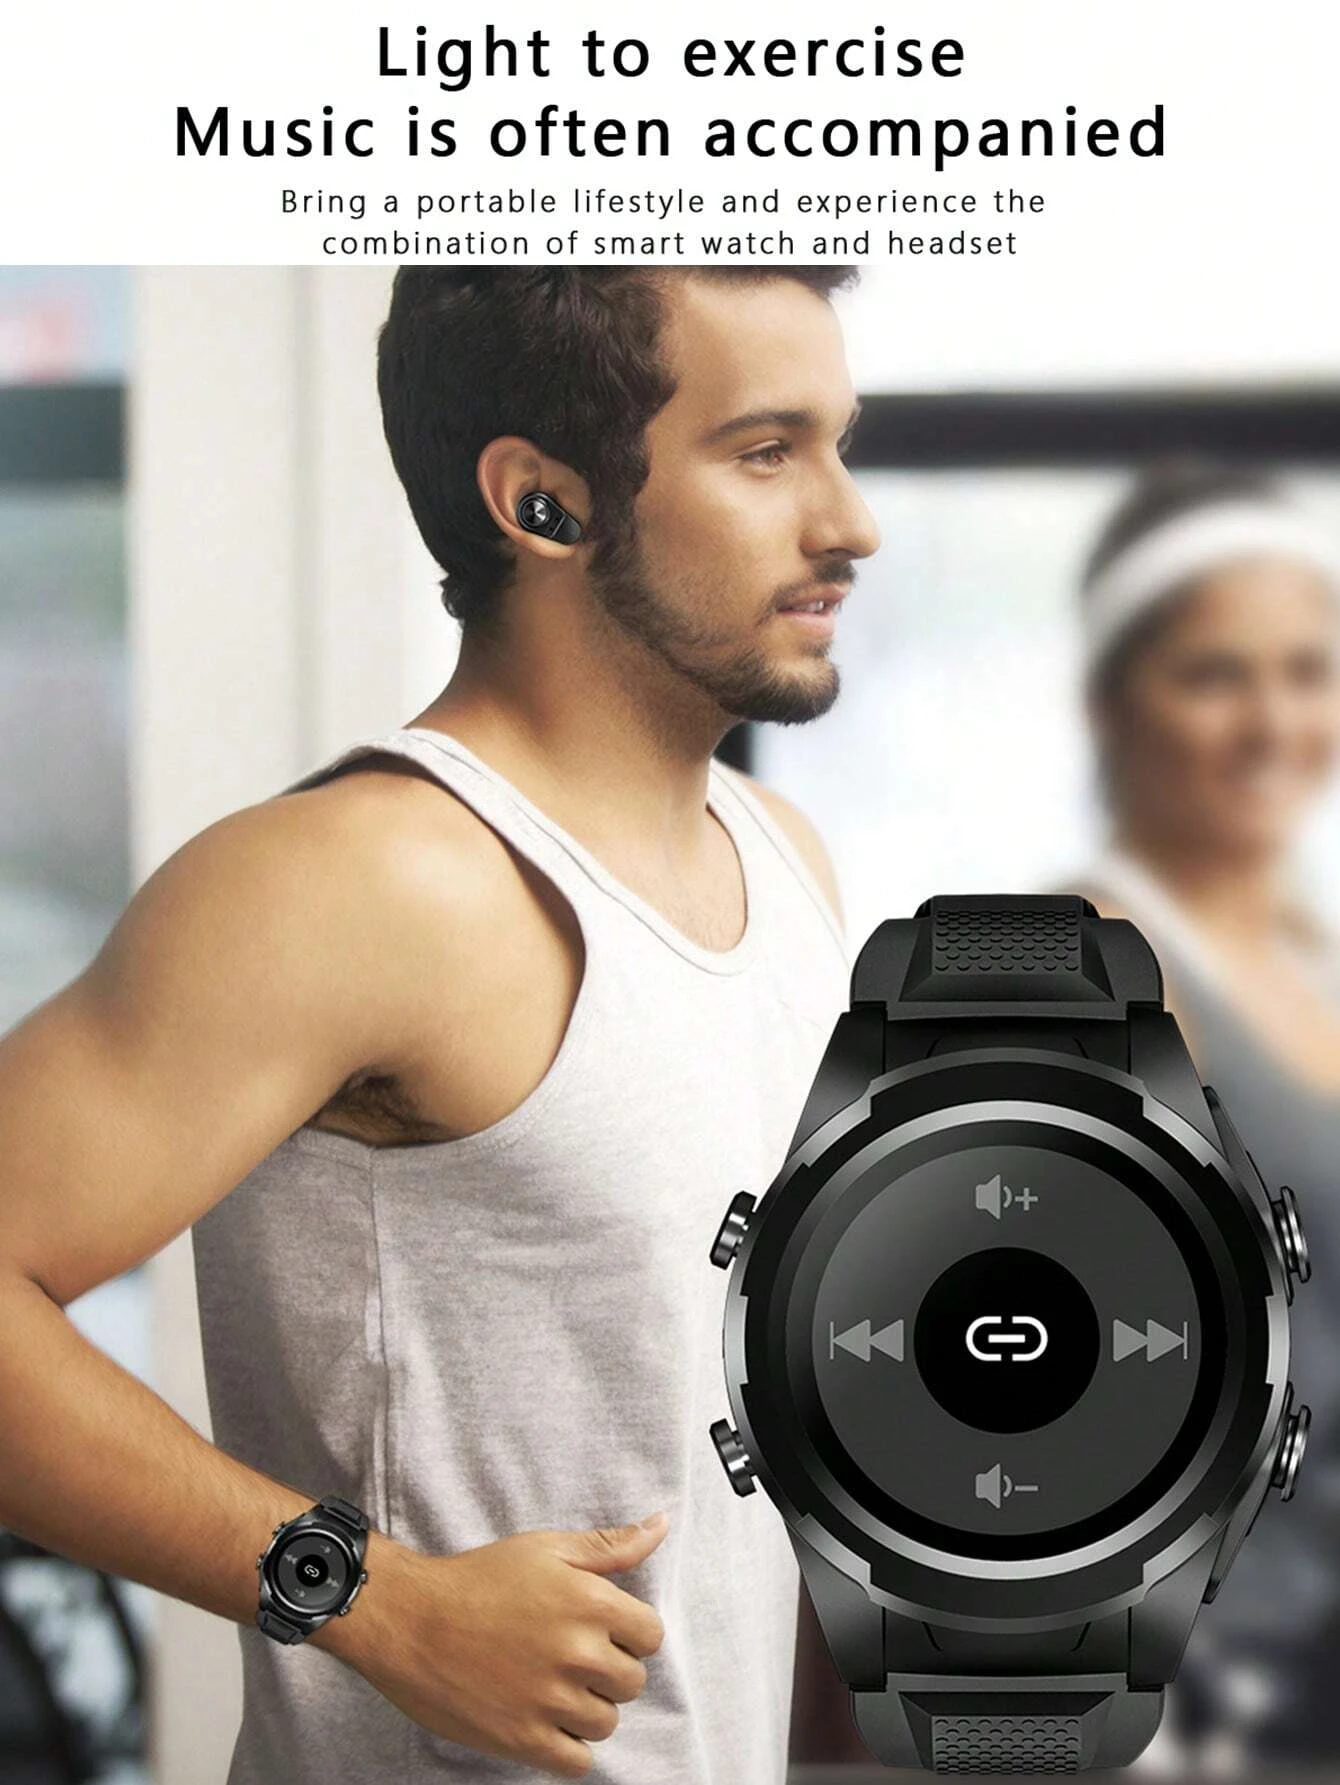 Light to exercise
Music is often accompanied
Bring a portable lifestyle and experience the
combination of smart watch and headset